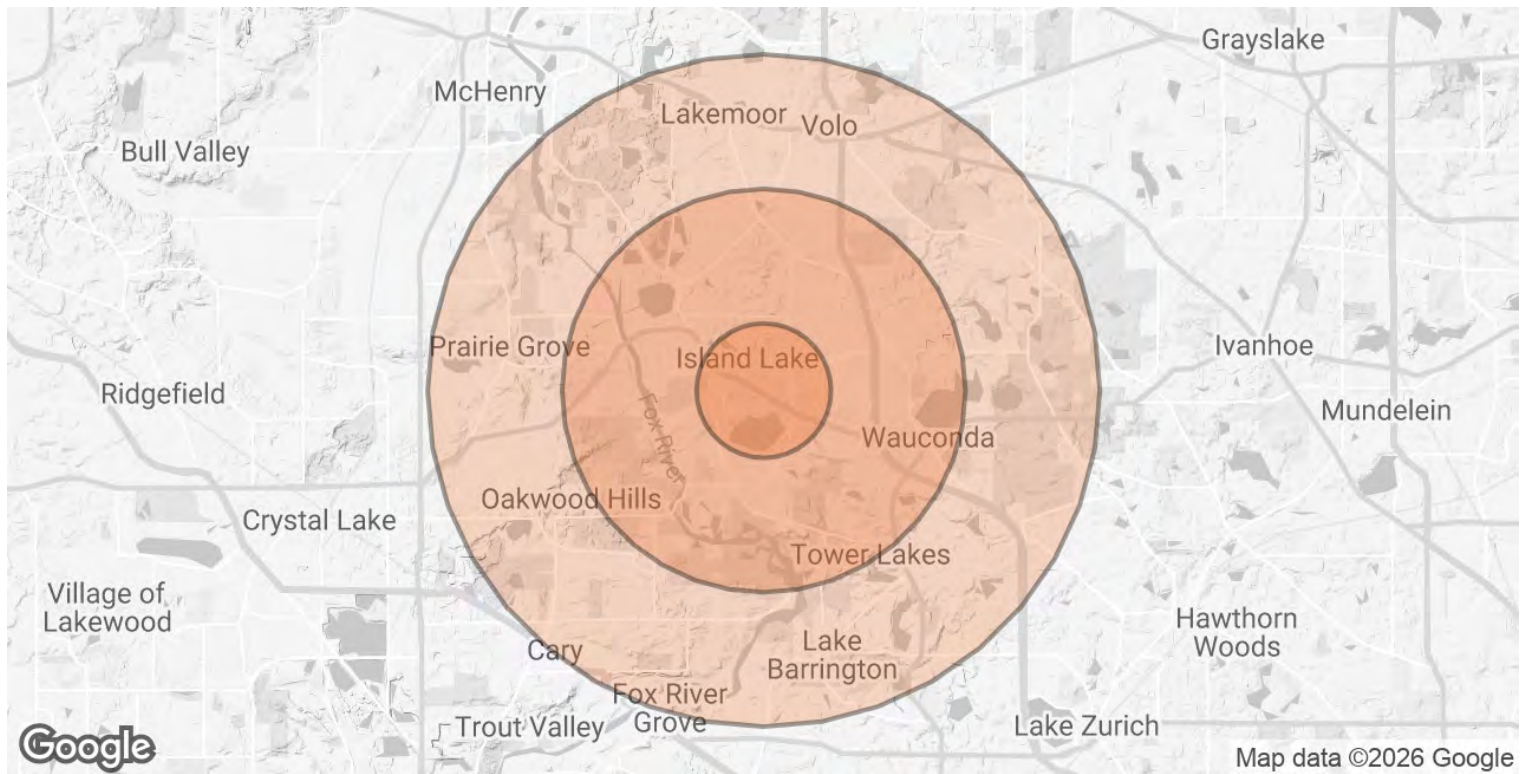 Grayslake
McHenry
Lakemoor
Volo
Bull Valley
Prairie Grove
Island Lake
Ivanhoe
Ridgefield
Mundelein
Fox River
Wauconda
Oakwood Hills
Crystal Lake
Tower Lakes
Village of
Lakewood
Hawthorn
Woods
Cary
Lake
Barrington
Fox River
Grove
Trout Valley
Lake Zurich
Google
Map data ©2026 Google